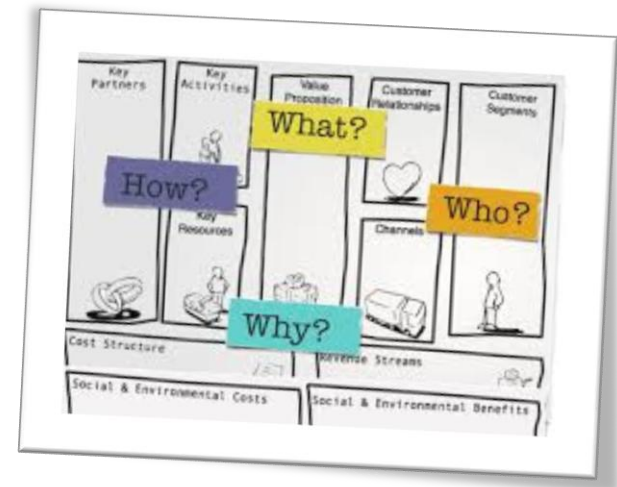 Key
Partners
Key
Activities
Value
Proposition
Customer
Relationships
Customer
Segments
What?
How?
Who?
Key
Resources
Channels
Why?
Cost Structure
Revenue Streams
Social & Environmental Costs
Social & Environmental Benefits